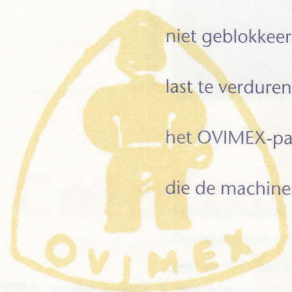 niet geblokkeer
last te verduren
het OVIMEX-pa
die de machine
OVIMEX